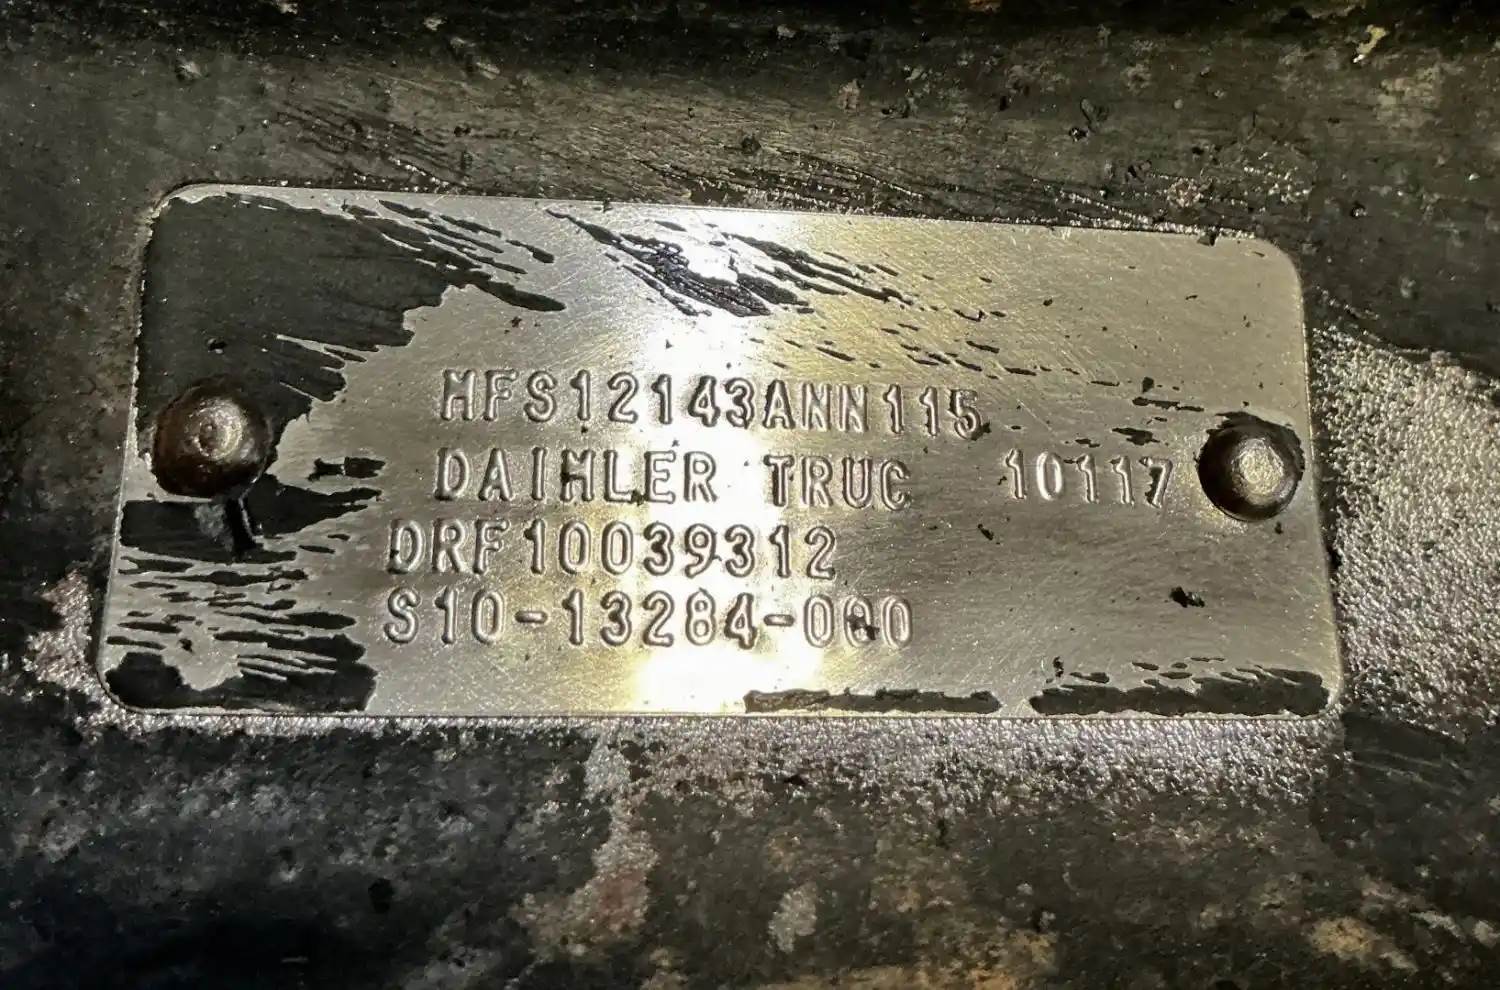 MFS12143ANN115
DAIMLER TRUC 10117
DRF10039312
S10-13284-000